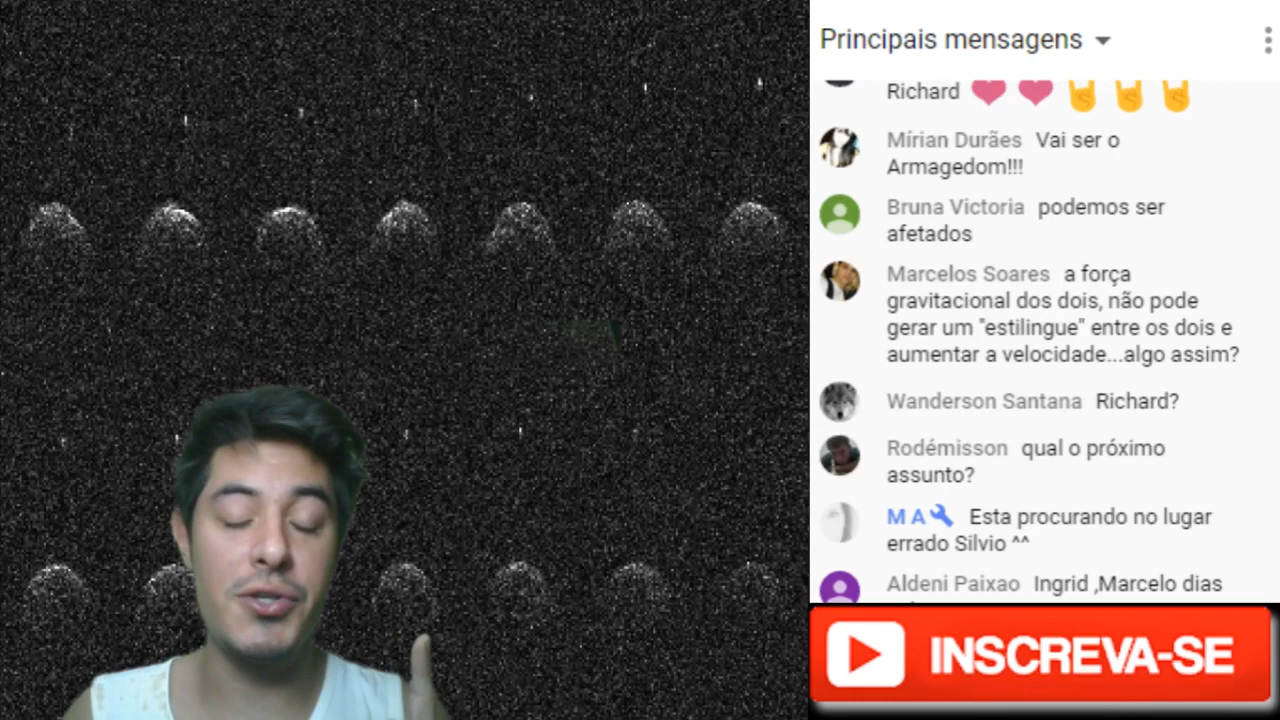 Principais mensagens
Richard
Mírian Durães Vai ser o
Armagedom!!!
Bruna Victoria podemos ser
afetados
Marcelos Soares a força
gravitacional dos dois, não pode
gerar um "estilingue" entre os dois e
aumentar a velocidade...algo assim?
Wanderson Santana Richard?
Rodémisson qual o próximo
assunto?
M A Esta procurando no lugar
errado Silvio ^^
Aldeni Paixao Ingrid ,Marcelo dias
INSCREVA-SE